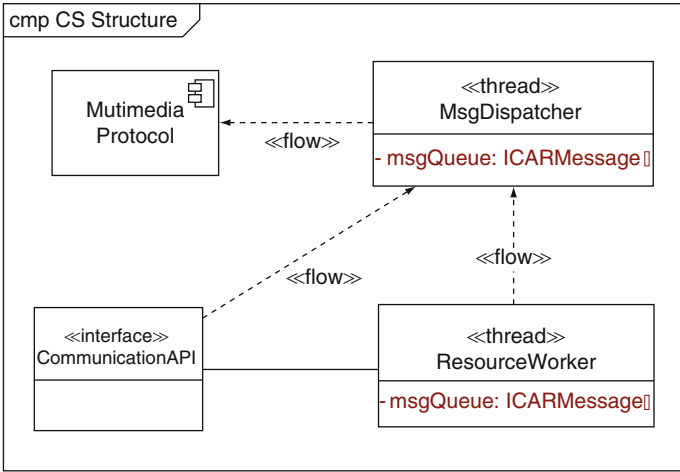 cmp CS Structure
Mutimedia
Protocol
≪thread≫
MsgDispatcher
- msgQueue: ICARMessage▯
≪flow≫
≪flow≫
≪flow≫
≪interface≫
CommunicationAPI
≪thread≫
ResourceWorker
- msgQueue: ICARMessage▯